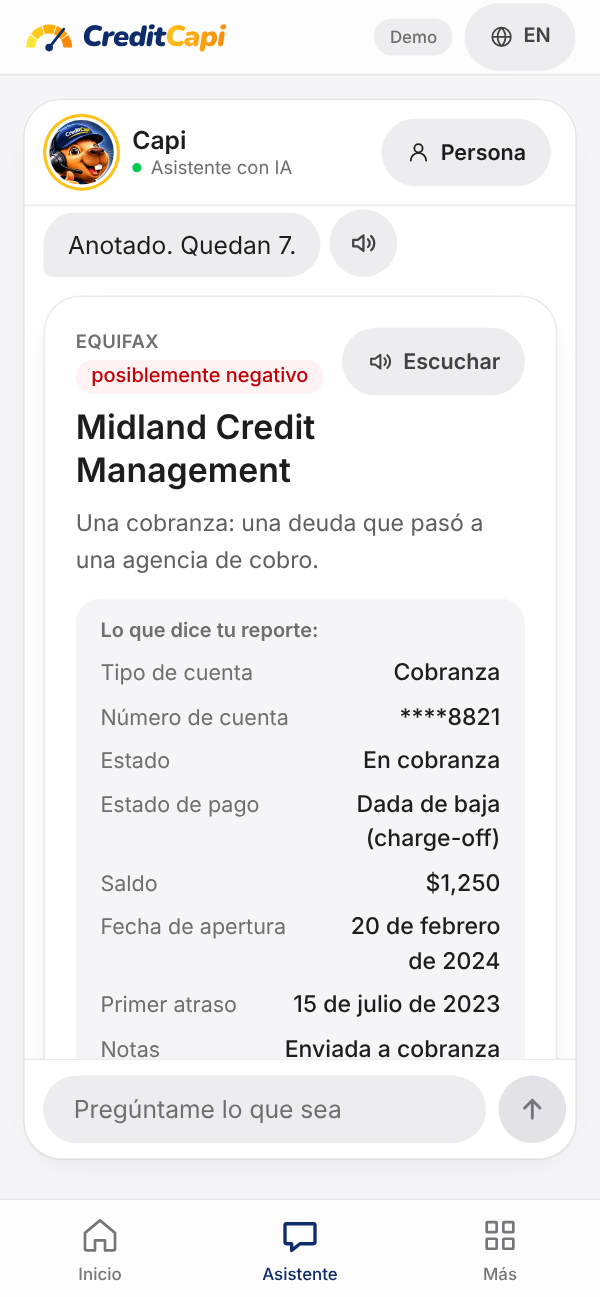 CreditCapi
Demo
EN
Capi
Asistente con IA
Persona
Anotado. Quedan 7.
EQUIFAX
posiblemente negativo
Escuchar
Midland Credit
Management
Una cobranza: una deuda que pasó a
una agencia de cobro.
Lo que dice tu reporte:
Tipo de cuenta Cobranza
Número de cuenta ****8821
Estado En cobranza
Estado de pago Dada de baja
(charge-off)
Saldo $1,250
Fecha de apertura 20 de febrero
de 2024
Primer atraso 15 de julio de 2023
Notas Enviada a cobranza
Pregúntame lo que sea
Inicio
Asistente
Más